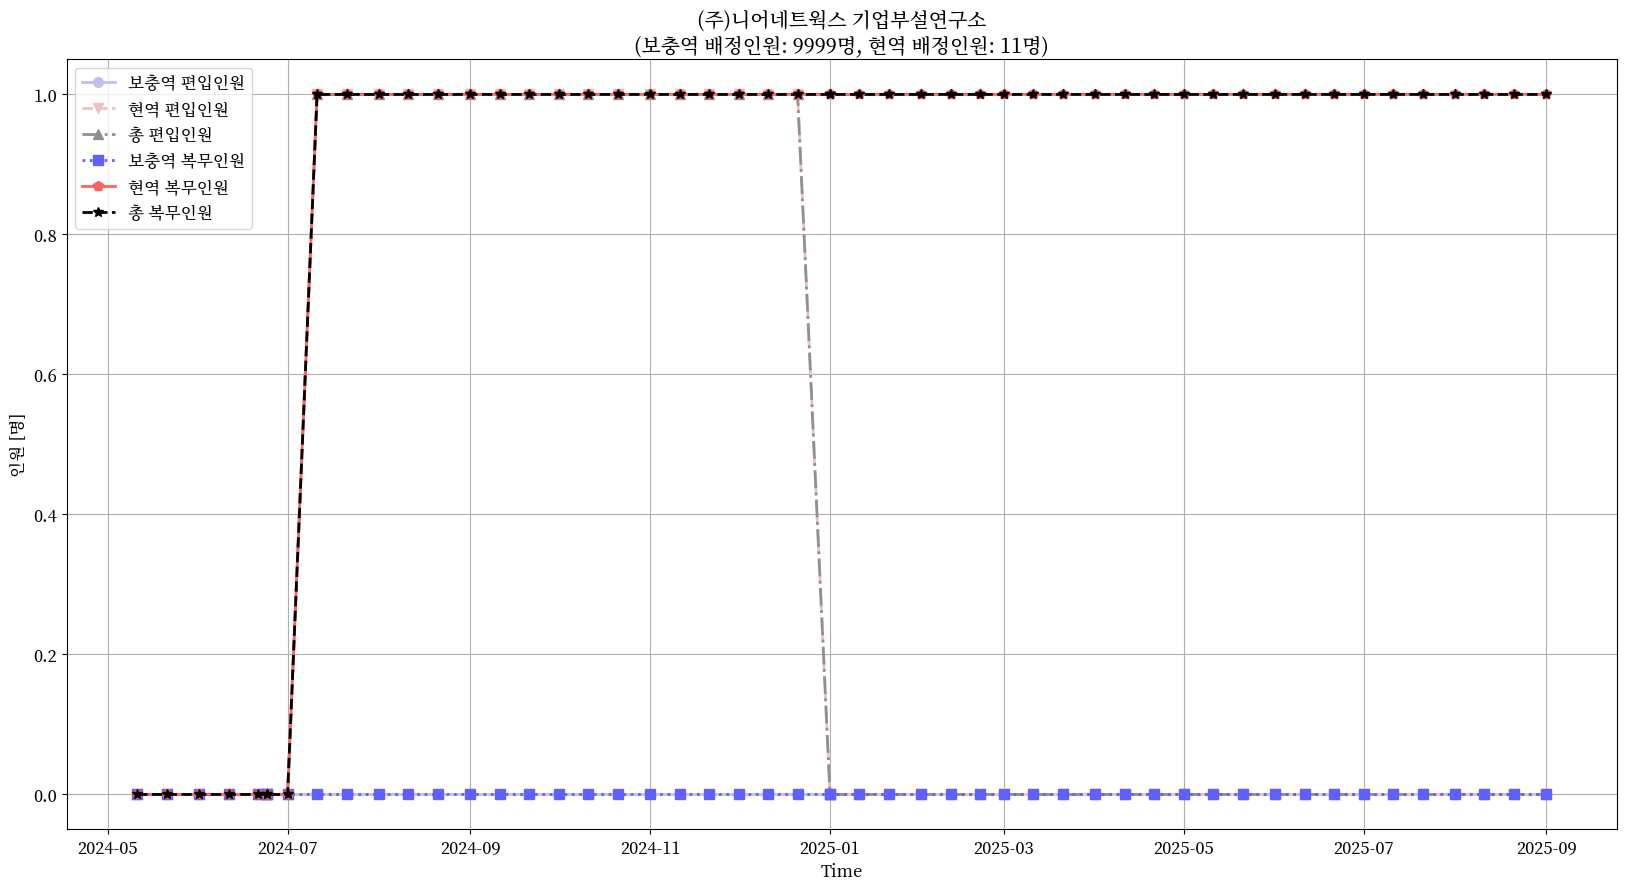 (주)니어네트웍스 기업부설연구소
(보충역 배정인원: 9999명, 현역 배정인원: 11명)
보충역 편입인원
현역 편입인원
총 편입인원
보충역 복무인원
현역 복무인원
총 복무인원
1.0
0.8
0.6
0.4
0.2
0.0
인원 [명]
2024-05
2024-07
2024-09
2024-11
2025-01
2025-03
2025-05
2025-07
2025-09
Time